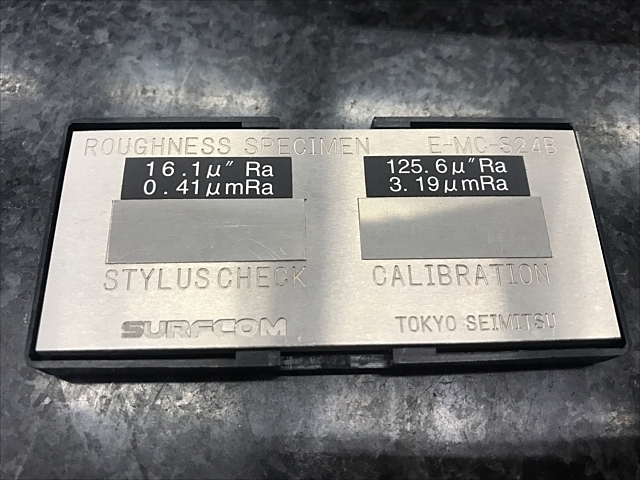 ROUGHNESS SPECIMEN E-MC-S24B
16.1μ″ Ra
0.41μmRa
125.6μ″Ra
3.19μmRa
STYLUS CHECK
CALIBRATION
SURFCOM
TOKYO SEIMITSU